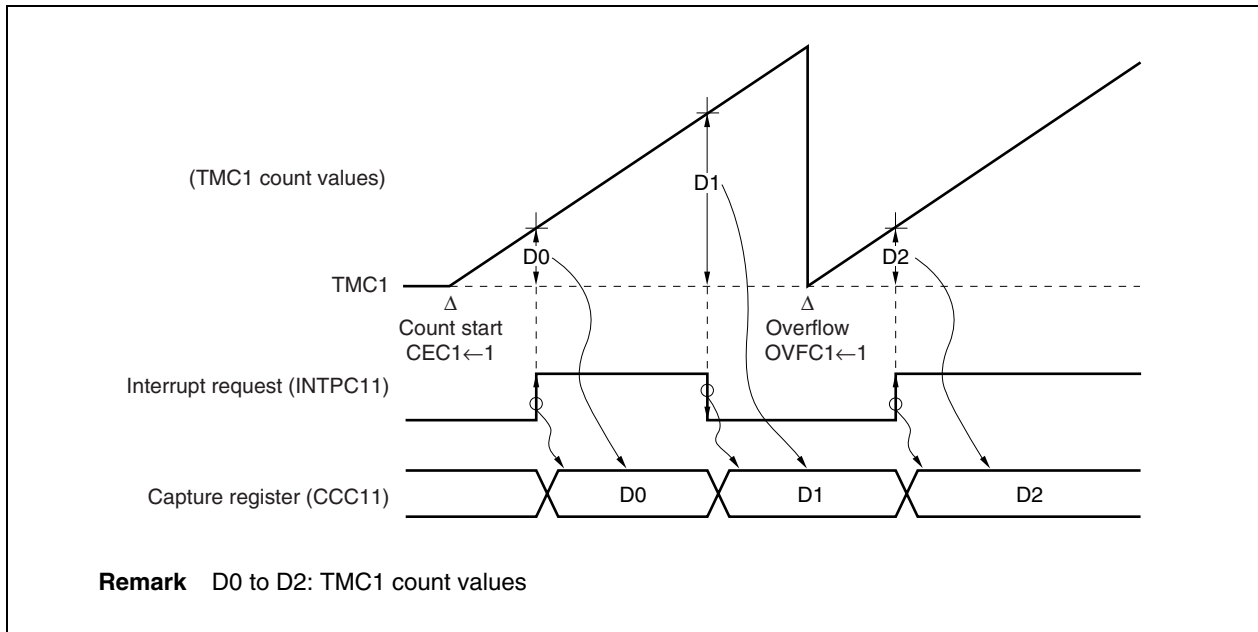 (TMC1 count values)
D1
D0
D2
TMC1
Δ
Δ
Count start
CEC1←1
Overflow
OVFC1←1
Interrupt request (INTPC11)
Capture register (CCC11)
D0
D1
D2
Remark D0 to D2: TMC1 count values